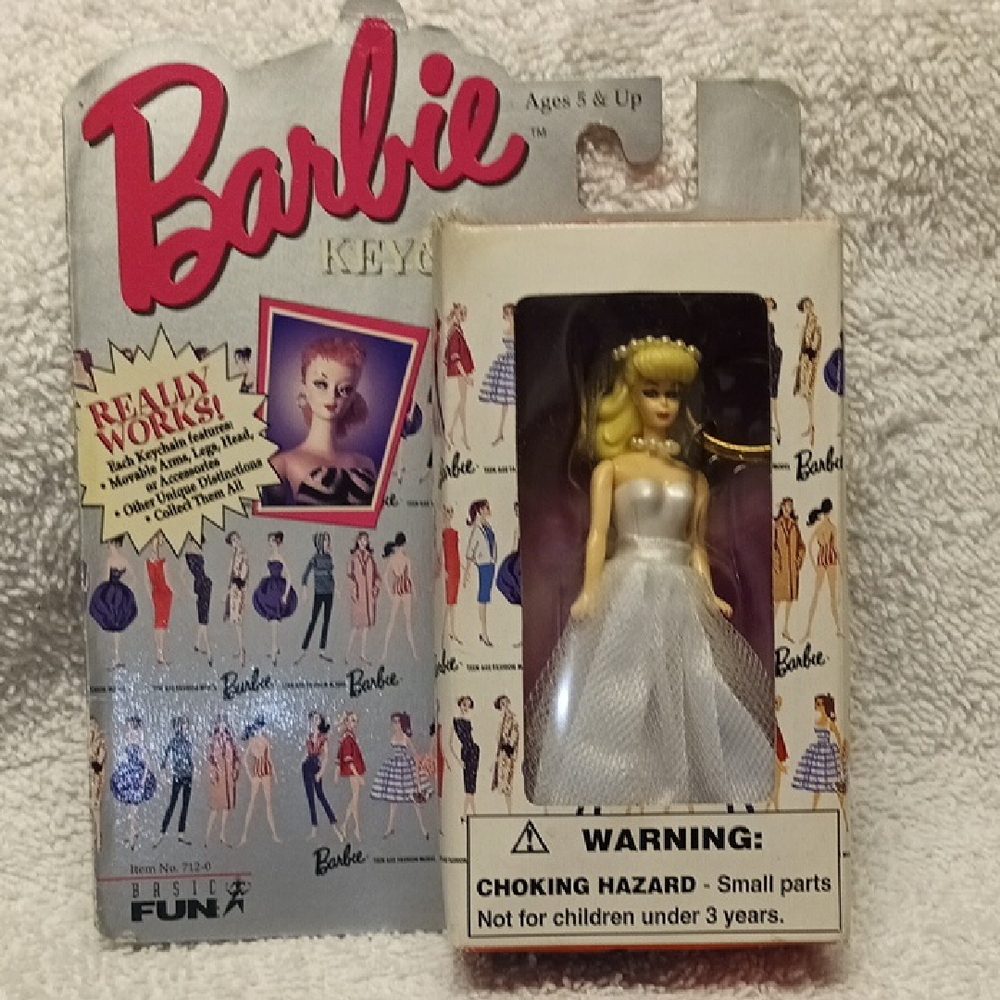 Barbie
TM
Ages 5 & Up
KEYC
REALLY
WORKS!
Each Keychain features:
• Movable Arms, Legs, Head,
or Accessories
• Other Unique Distinctions
• Collect Them All
Barbie
Barbie
Barbie
Barbie
Barbie
Barbie
Item No. 712-0
BASIC
FUN
WARNING:
CHOKING HAZARD - Small parts
Not for children under 3 years.